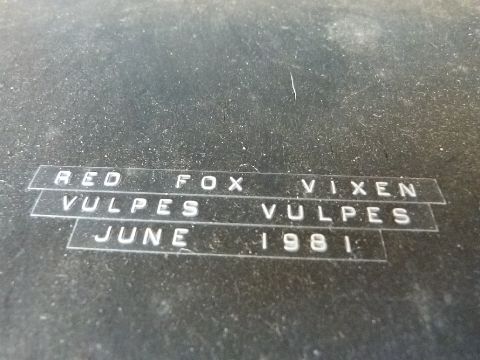 RED FOX VIXEN
VULPES VULPES
JUNE 1981